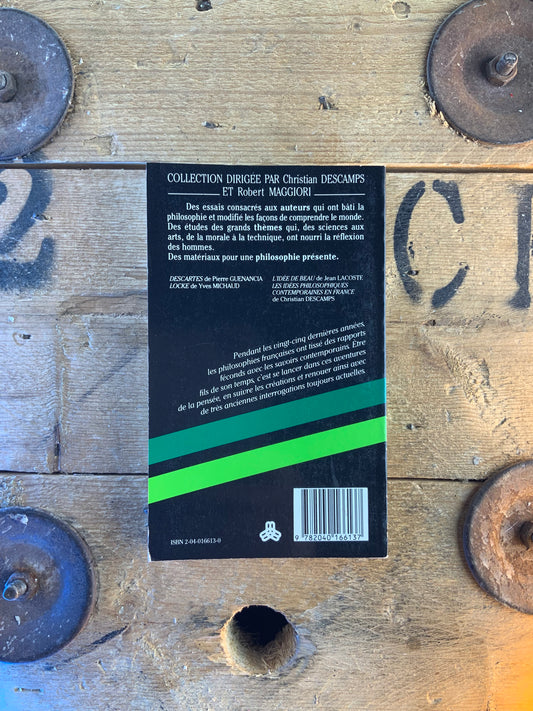 COLLECTION DIRIGÉE PAR Christian DESCAMPS
ET Robert MAGGIORI
Des essais consacrés aux auteurs qui ont bâti la
philosophie et modifié les façons de comprendre le monde.
Des études des grands thèmes qui, des sciences aux
arts, de la morale à la technique, ont nourri la réflexion
des hommes.
Des matériaux pour une philosophie présente.
DESCARTES de Pierre GUENANCIA
LOCKE de Yves MICHAUD
L'IDÉE DE BEAU de Jean LACOSTE
LES IDÉES PHILOSOPHIQUES
CONTEMPORAINES EN FRANCE
de Christian DESCAMPS
Pendant les vingt-cinq dernières années,
les philosophies françaises ont tissé des rapports
féconds avec les savoirs contemporains. Être
fils de son temps, c'est se lancer dans ces aventures
de la pensée, en suivre les créations et renouer ainsi avec
de très anciennes interrogations toujours actuelles.
ISBN 2-04-016613-0
9 782040 166137
2
C